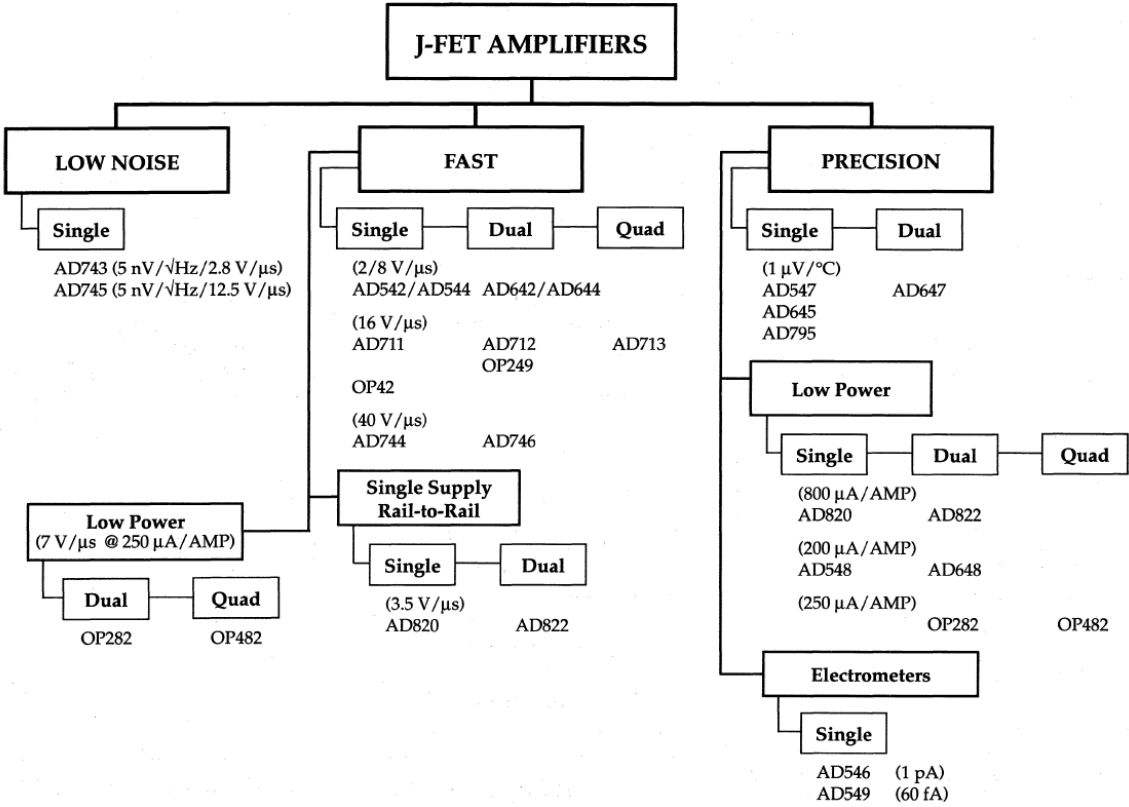 J-FET AMPLIFIERS
LOW NOISE
Single
AD743 (5 nV/√Hz/2.8 V/µs)
AD745 (5 nV/√Hz/12.5 V/µs)
FAST
Single Dual Quad
(2/8 V/µs)
AD542/AD544 AD642/AD644
(16 V/µs)
AD711 AD712 AD713
OP249
OP42
(40 V/µs)
AD744 AD746
Single Supply
Rail-to-Rail
Single Dual
(3.5 V/µs)
AD820 AD822
Low Power
(7 V/µs @ 250 µA/AMP)
Dual Quad
OP282 OP482
PRECISION
Single Dual
(1 µV/°C)
AD547 AD647
AD645
AD795
Low Power
Single Dual Quad
(800 µA/AMP)
AD820 AD822
(200 µA/AMP)
AD548 AD648
(250 µA/AMP)
OP282 OP482
Electrometers
Single
AD546 (1 pA)
AD549 (60 fA)